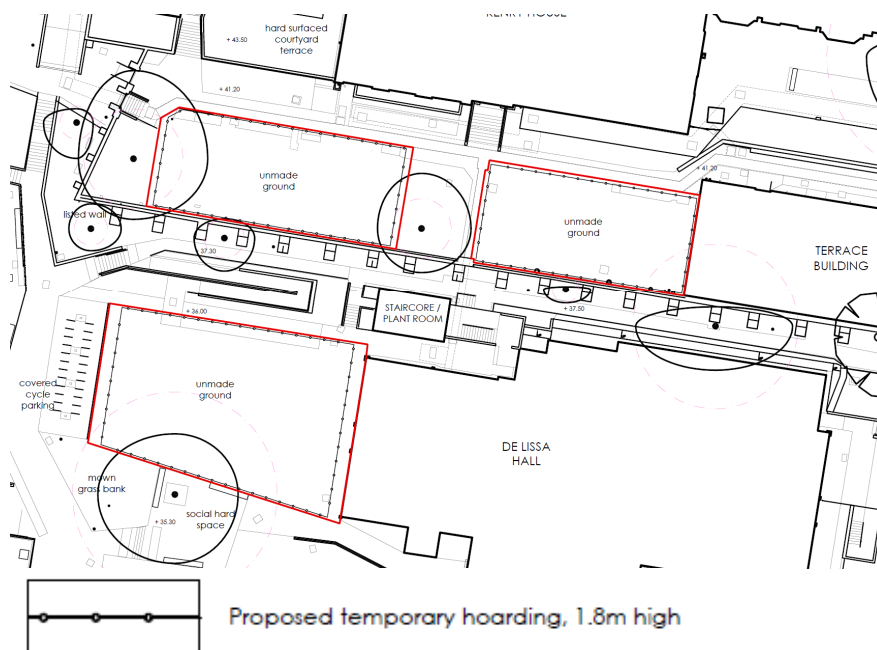 KENRY HOUSE
hard surfaced
courtyard
terrace
+ 43.50
+ 41.20
unmade
ground
+ 41.20
unmade
ground
listed wall
37.30
TERRACE
BUILDING
+ 36.00
STAIRCORE /
PLANT ROOM
+ 37.50
unmade
ground
covered
cycle
parking
DE LISSA
HALL
mown
grass bank
social hard
space
+ 35.30
Proposed temporary hoarding, 1.8m high